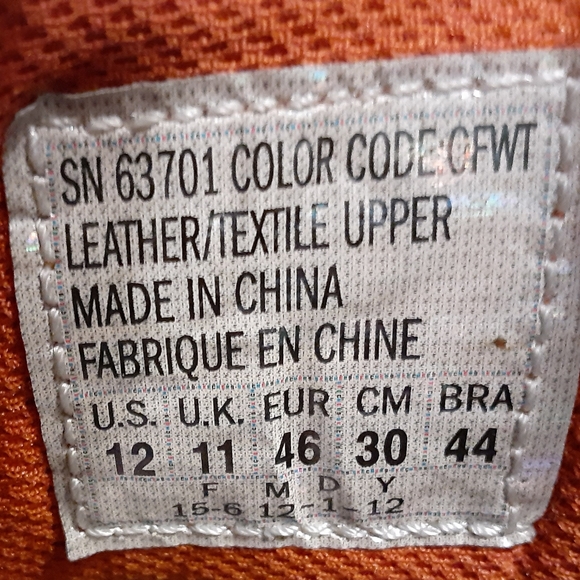 SN 63701 COLOR CODE:CFWT
LEATHER/TEXTILE UPPER
MADE IN CHINA
FABRIQUE EN CHINE
U.S. U.K. EUR CM BRA
12 11 46 30 44
F M D Y
15-6 12-1-12